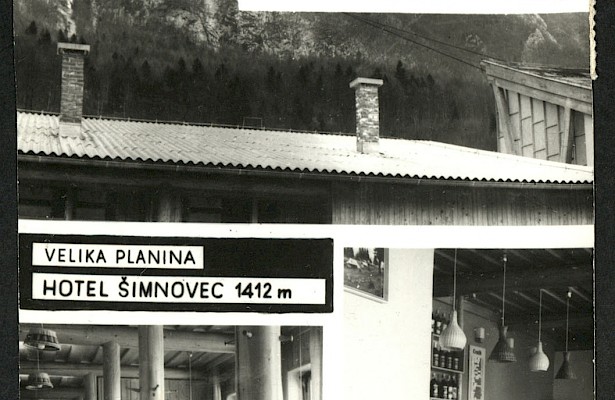 VELIKA PLANINA
HOTEL ŠIMNOVEC 1412 m